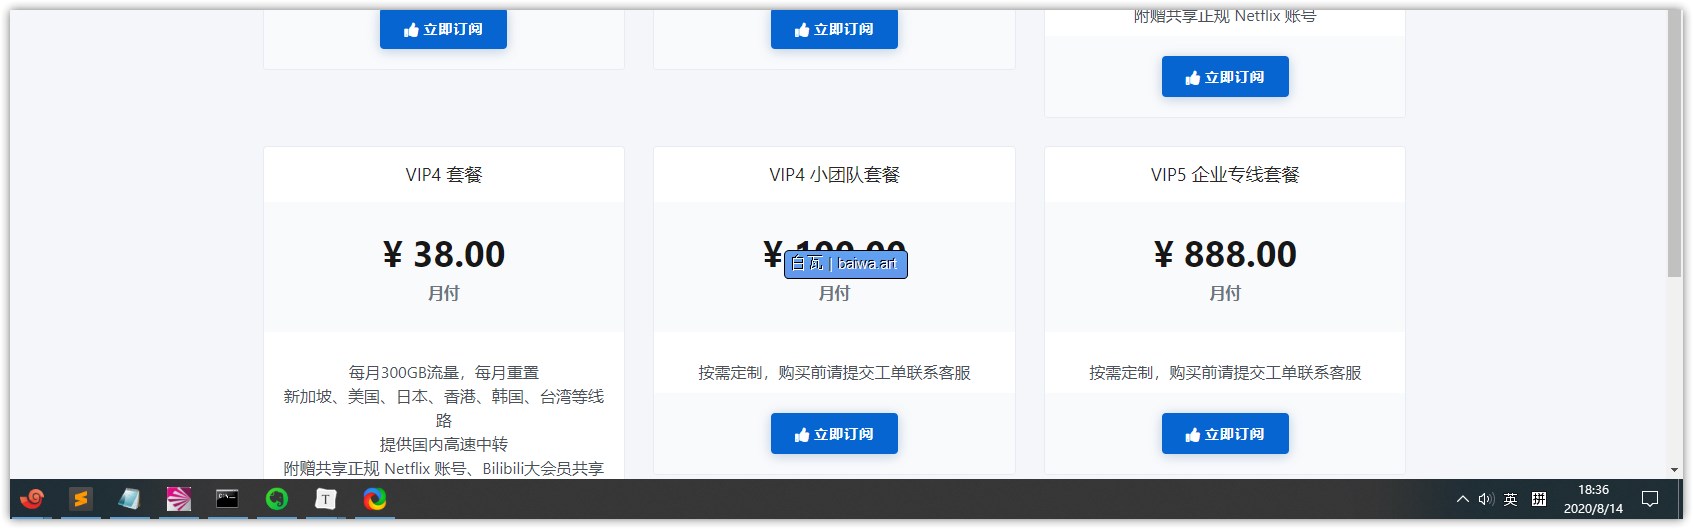 附赠共享正规 Netflix 账号
立即订阅
立即订阅
立即订阅
VIP4 套餐
¥ 38.00
月付
每月300GB流量，每月重置
新加坡、美国、日本、香港、韩国、台湾等线
路
提供国内高速中转
附赠共享正规 Netflix 账号、Bilibili大会员共享
VIP4 小团队套餐
¥
白瓦 | baiwa.art
月付
按需定制，购买前请提交工单联系客服
立即订阅
VIP5 企业专线套餐
¥ 888.00
月付
按需定制，购买前请提交工单联系客服
立即订阅
T
英
拼
18:36
2020/8/14